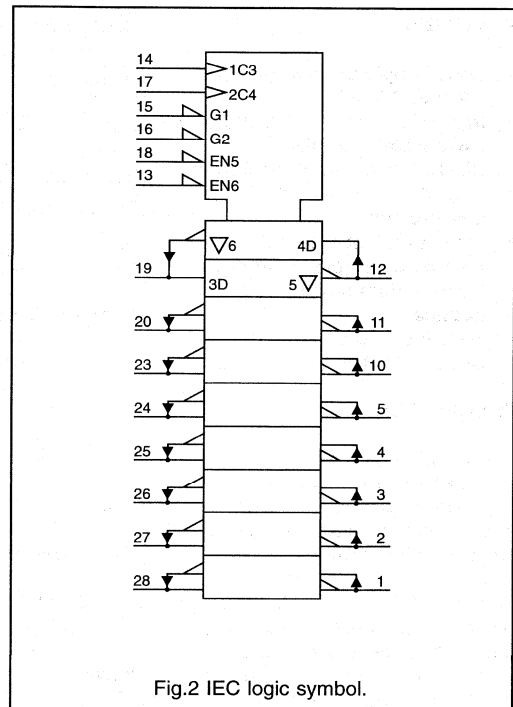 14 1C3
17 2C4
15 G1
16 G2
18 EN5
13 EN6
6 4D
19 12
3D 5
20 11
23 10
24 5
25 4
26 3
27 2
28 1
Fig.2 IEC logic symbol.